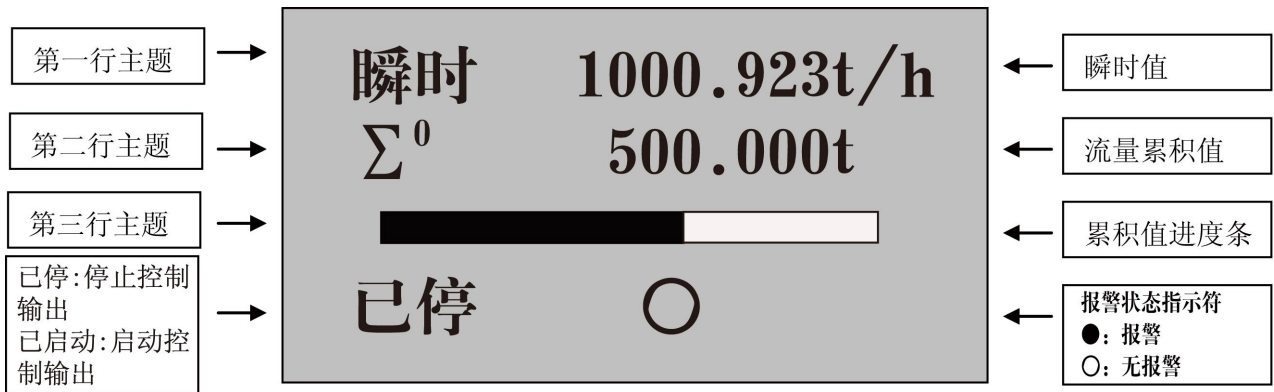 第一行主题
瞬时 1000.923t/h
瞬时值
第二行主题
Σ⁰ 500.000t
流量累积值
第三行主题
累积值进度条
已停:停止控制
输出
已启动:启动控
制输出
已停 ○
报警状态指示符
●: 报警
○: 无报警